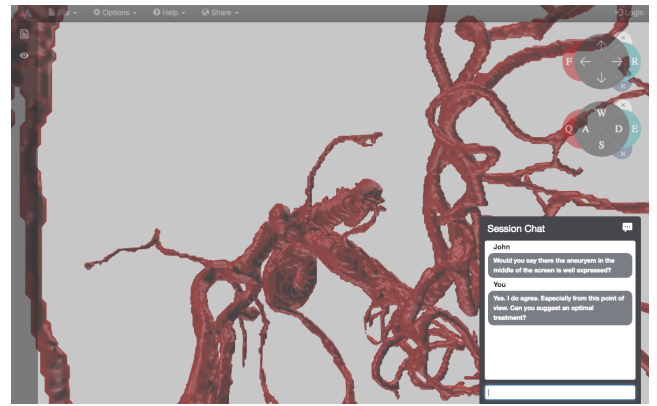 File Options Help Share Login
F R
W
Q A D E
S
Session Chat
John
Would you say there the aneurysm in the
middle of the screen is well expressed?
You
Yes. I do agree. Especially from this point of
view. Can you suggest an optimal
treatment?